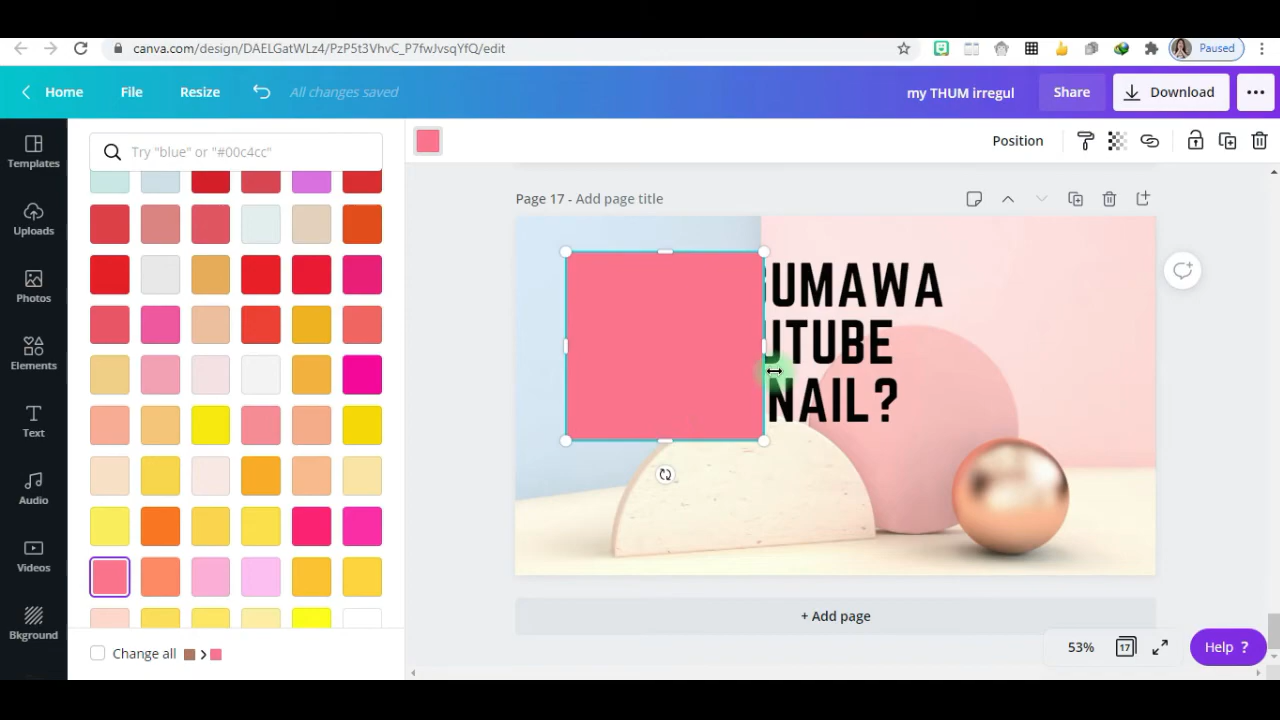 canva.com/design/DAELGatWLz4/PzP5t3VhvC_P7fwJvsqYfQ/edit
Paused
Home
File
Resize
All changes saved
my THUM irregul
Share
Download
Templates
Uploads
Photos
Elements
Text
Audio
Videos
Bkground
Try "blue" or "#00c4cc"
Change all
Position
Page 17 - Add page title
UMAWA
UTUBE
NAIL?
+ Add page
53%
17
Help ?